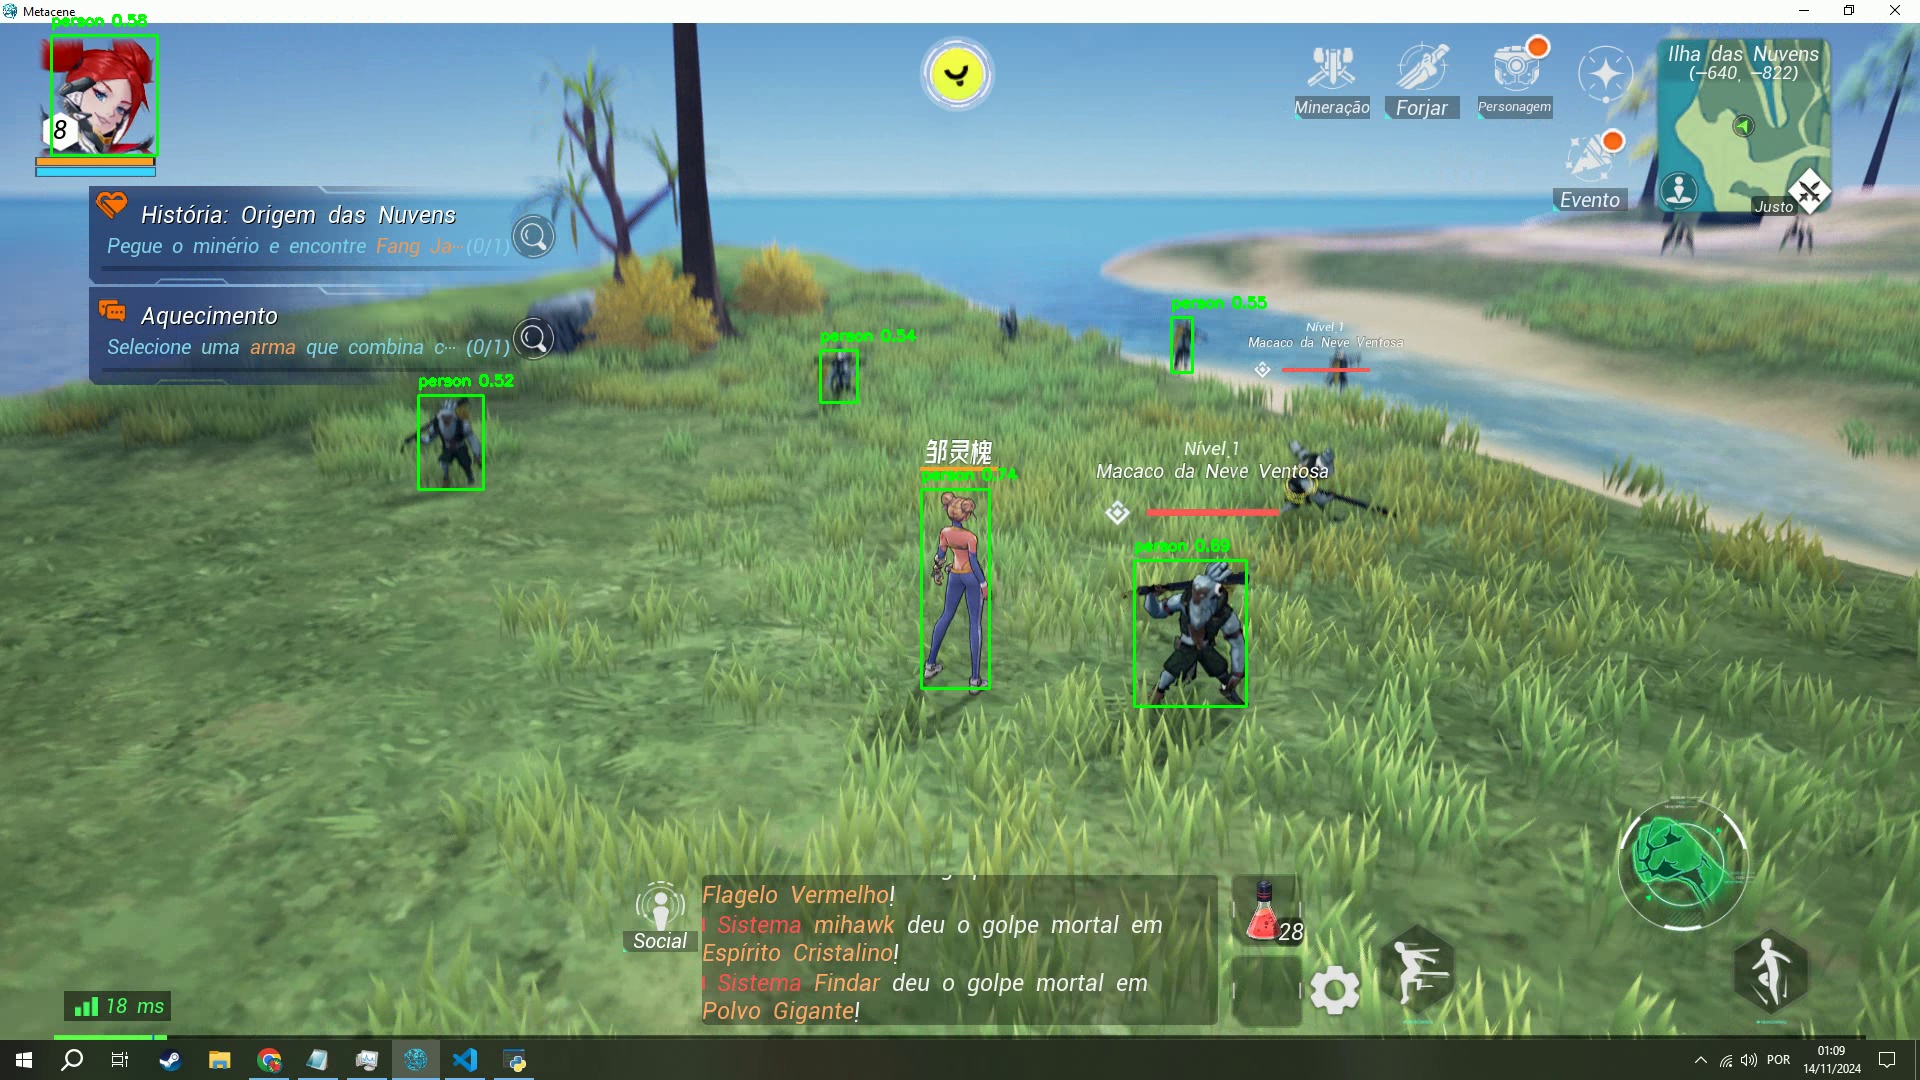 Metacene
person 0.58
8
História: Origem das Nuvens
Pegue o minério e encontre Fang Ja… (0/1)
Aquecimento
Selecione uma arma que combina c… (0/1)
Mineração
Forjar
Personagem
Evento
Ilha das Nuvens
(-640, -822)
Justo
person 0.55
Nível 1
Macaco da Neve Ventosa
person 0.54
person 0.52
邹灵槐
person 0.74
Nível 1
Macaco da Neve Ventosa
person 0.69
Social
Flagelo Vermelho!
Sistema mihawk deu o golpe mortal em
Espírito Cristalino!
Sistema Findar deu o golpe mortal em
Polvo Gigante!
28
18 ms
POR
01:09
14/11/2024